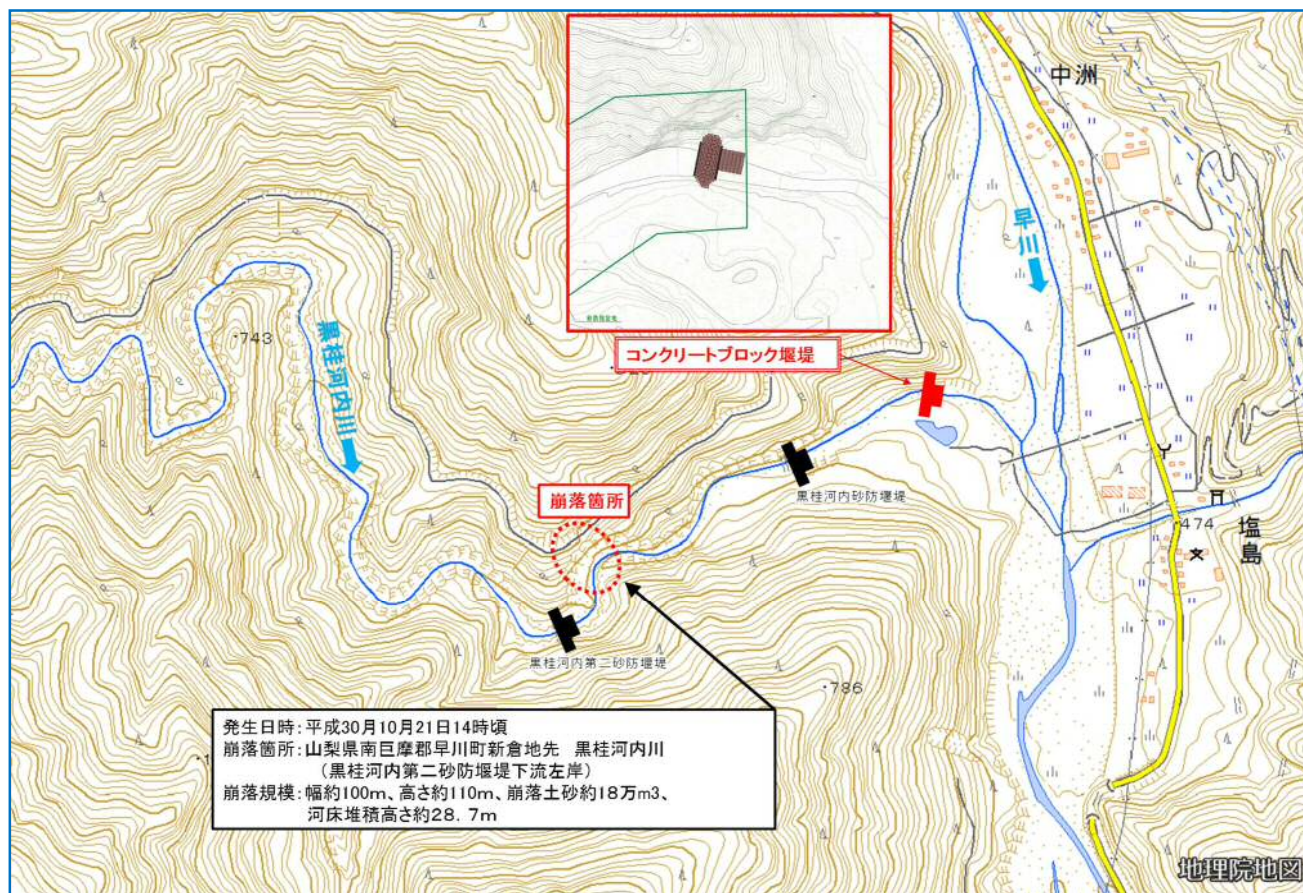 中洲
早川
コンクリートブロック堰堤
743
黒桂河内川
黒桂河内砂防堰堤
崩落箇所
474
塩島
黒桂河内第二砂防堰堤
786
発生日時：平成30月10月21日14時頃
崩落箇所：山梨県南巨摩郡早川町新倉地先　黒桂河内川
（黒桂河内第二砂防堰堤下流左岸）
崩落規模：幅約100m、高さ約110m、崩落土砂約18万m3、
河床堆積高さ約28．7m
地理院地図